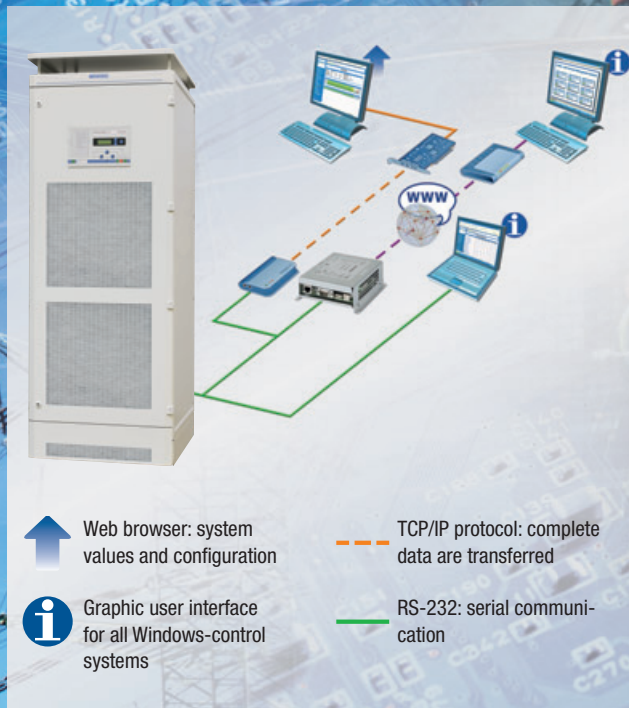 WWW
Web browser: system
values and configuration
TCP/IP protocol: complete
data are transferred
Graphic user interface
for all Windows-control
systems
RS-232: serial communi-
cation